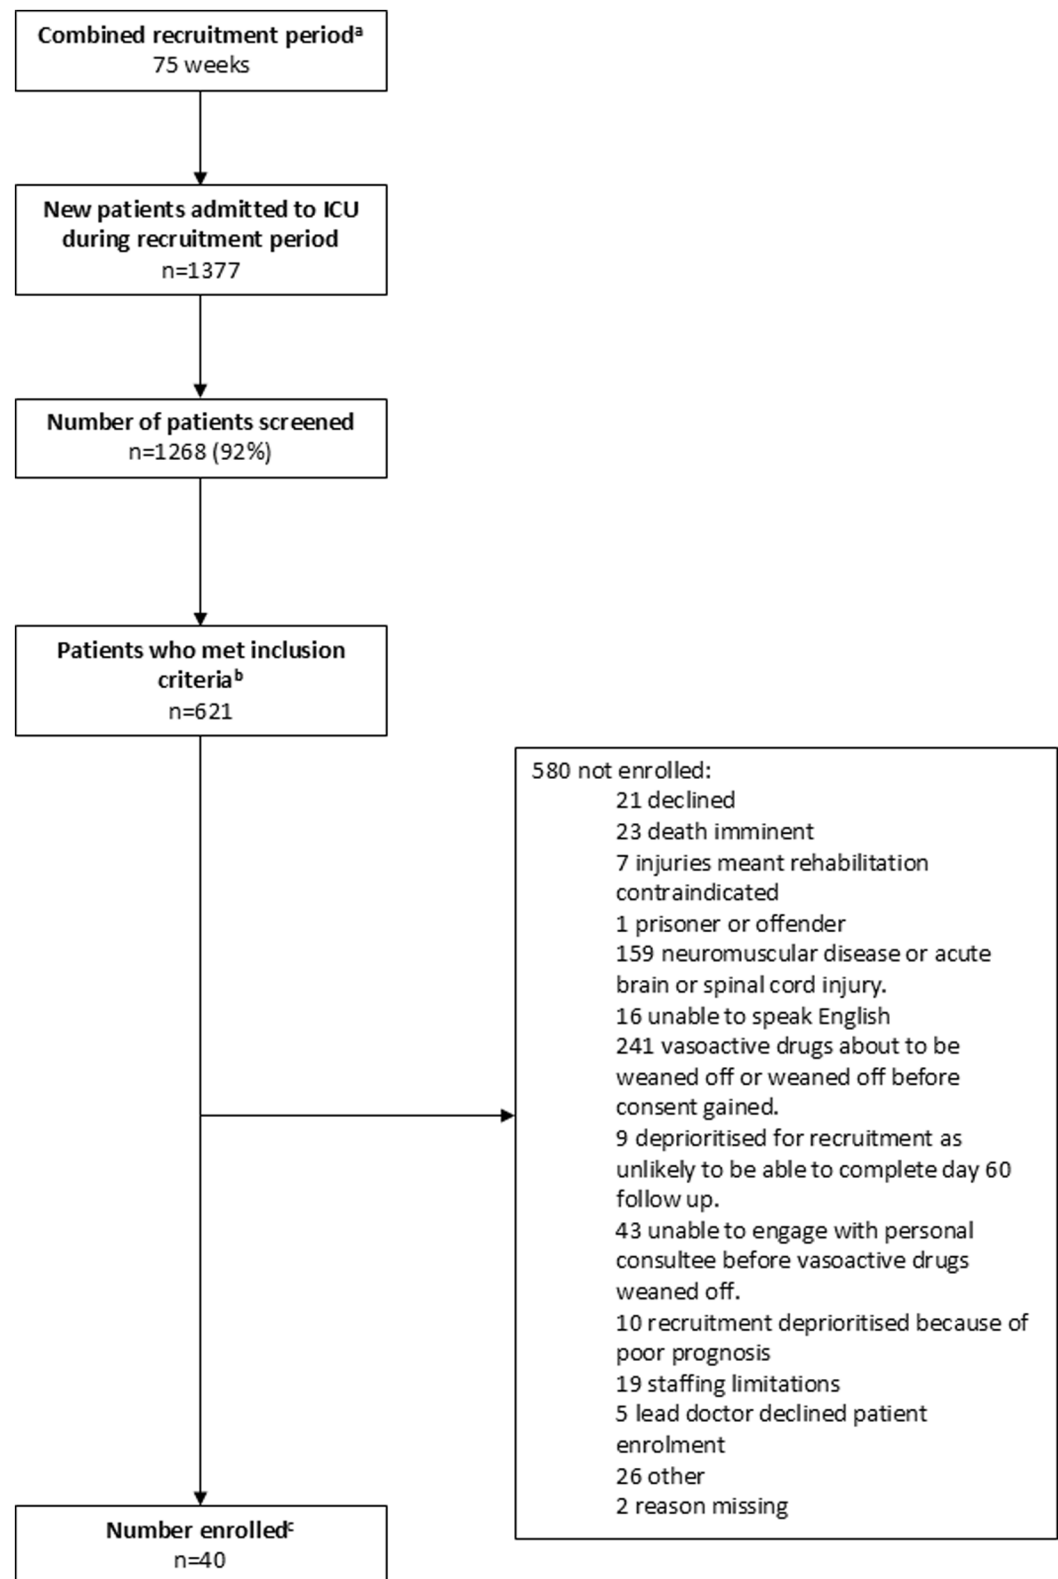 Combined recruitment periodᵃ
75 weeks
New patients admitted to ICU
during recruitment period
n=1377
Number of patients screened
n=1268 (92%)
Patients who met inclusion
criteriaᵇ
n=621
580 not enrolled:
21 declined
23 death imminent
7 injuries meant rehabilitation
contraindicated
1 prisoner or offender
159 neuromuscular disease or acute
brain or spinal cord injury.
16 unable to speak English
241 vasoactive drugs about to be
weaned off or weaned off before
consent gained.
9 deprioritised for recruitment as
unlikely to be able to complete day 60
follow up.
43 unable to engage with personal
consultee before vasoactive drugs
weaned off.
10 recruitment deprioritised because of
poor prognosis
19 staffing limitations
5 lead doctor declined patient
enrolment
26 other
2 reason missing
Number enrolledᶜ
n=40